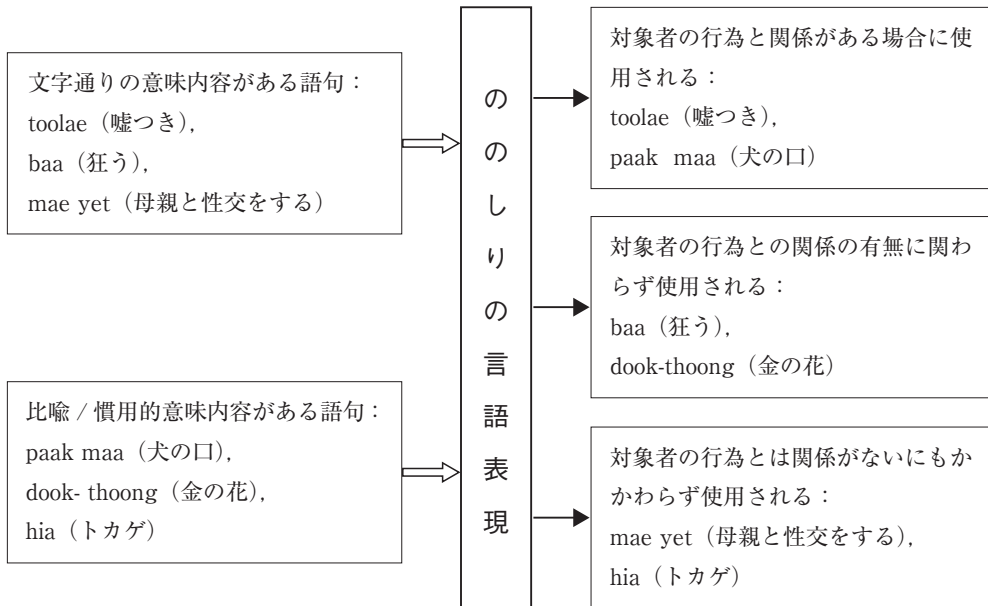 文字通りの意味内容がある語句：
toolae（嘘つき），
baa（狂う），
mae yet（母親と性交をする）
比喩 / 慣用的意味内容がある語句：
paak maa（犬の口），
dook- thoong（金の花），
hia（トカゲ）
ののしりの言語表現
対象者の行為と関係がある場合に使
用される：
toolae（嘘つき），
paak maa（犬の口）
対象者の行為との関係の有無に関わ
らず使用される：
baa（狂う），
dook-thoong（金の花）
対象者の行為とは関係がないにもか
かわらず使用される：
mae yet（母親と性交をする），
hia（トカゲ）